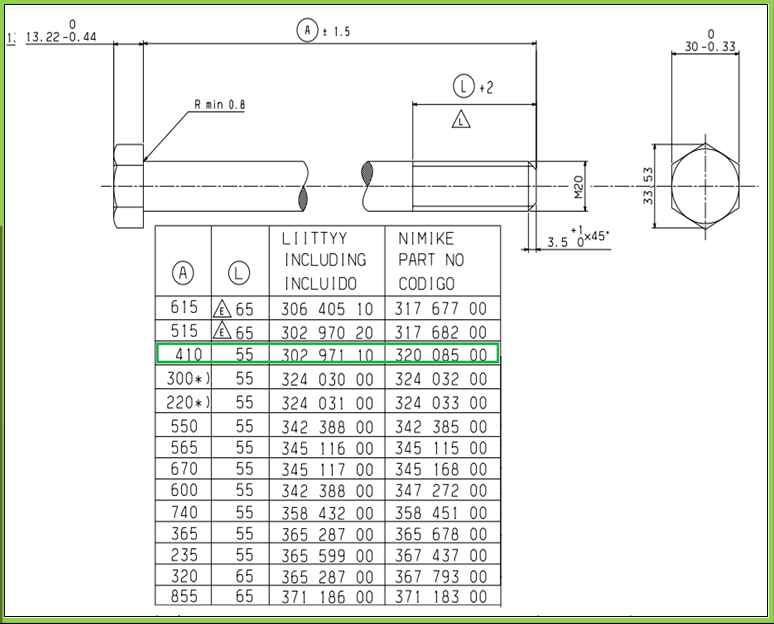 0
13.22-0.44
A ± 1.5
0
30-0.33
L +2
L
R min 0.8
M20
33.53
3.5 +1 0 ×45°
A L LIITTYY INCLUDING INCLUIDO NIMIKE PART NO CODIGO
615 E 65 306 405 10 317 677 00
515 E 65 302 970 20 317 682 00
410 55 302 971 10 320 085 00
300*) 55 324 030 00 324 032 00
220*) 55 324 031 00 324 033 00
550 55 342 388 00 342 385 00
565 55 345 116 00 345 115 00
670 55 345 117 00 345 168 00
600 55 342 388 00 347 272 00
740 55 358 432 00 358 451 00
365 55 365 287 00 365 678 00
235 55 365 599 00 367 437 00
320 65 365 287 00 367 793 00
855 65 371 186 00 371 183 00